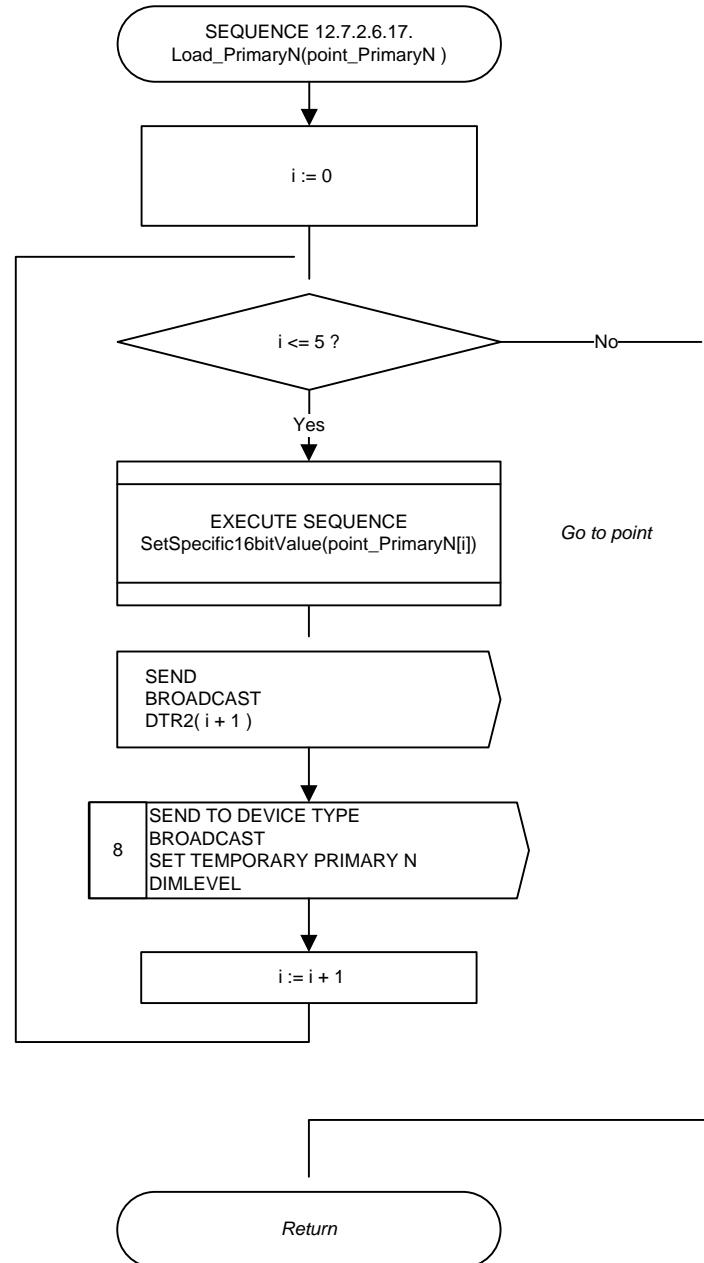 SEQUENCE 12.7.2.6.17.
Load_PrimaryN(point_PrimaryN )
i := 0
i <= 5 ?
No
Yes
EXECUTE SEQUENCE
SetSpecific16bitValue(point_PrimaryN[i])
Go to point
SEND
BROADCAST
DTR2( i + 1 )
8
SEND TO DEVICE TYPE
BROADCAST
SET TEMPORARY PRIMARY N
DIMLEVEL
i := i + 1
Return